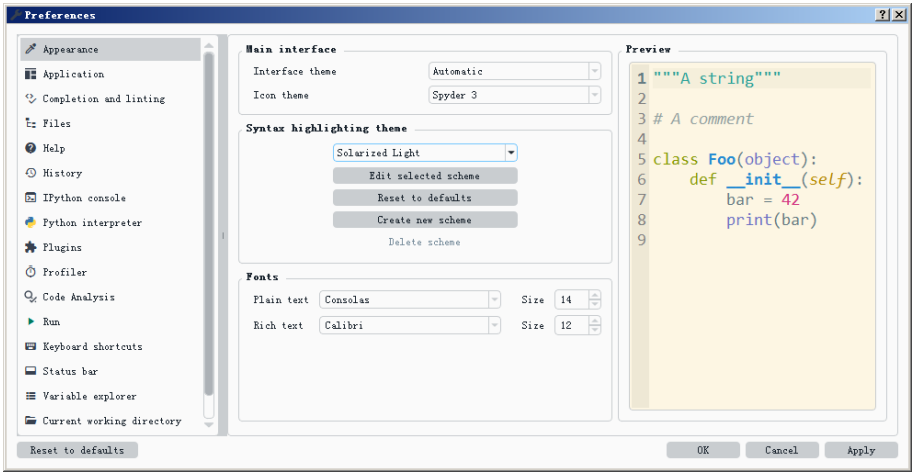 Preferences
Appearance
Application
Completion and linting
Files
Help
History
IPython console
Python interpreter
Plugins
Profiler
Code Analysis
Run
Keyboard shortcuts
Status bar
Variable explorer
Current working directory
Main interface
Interface theme Automatic
Icon theme Spyder 3
Syntax highlighting theme
Solarized Light
Edit selected scheme
Reset to defaults
Create new scheme
Delete scheme
Fonts
Plain text Consolas Size 14
Rich text Calibri Size 12
Preview
1 """A string"""
2
3 # A comment
4
5 class Foo(object):
6     def __init__(self):
7         bar = 42
8         print(bar)
9
Reset to defaults OK Cancel Apply